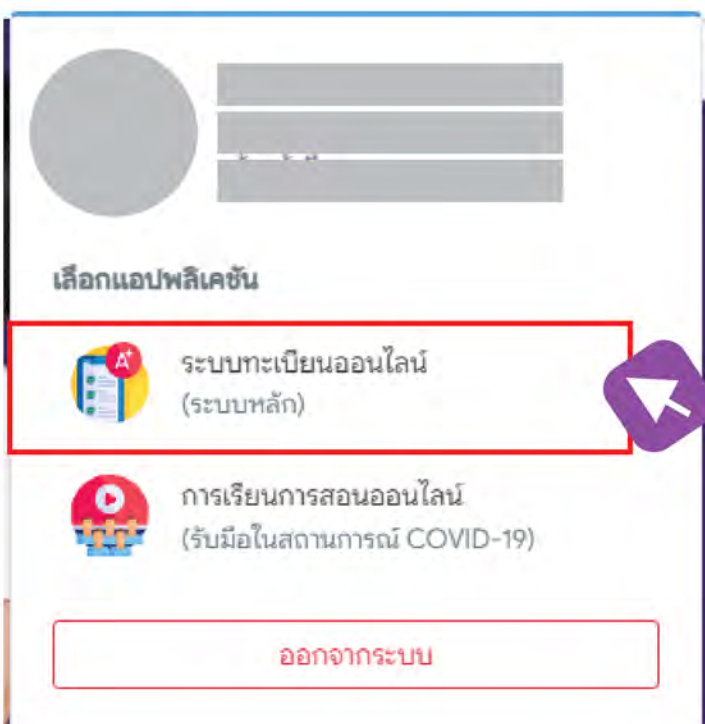 เลือกแอปพลิเคชัน
A+
ระบบทะเบียนออนไลน์
(ระบบหลัก)
การเรียนการสอนออนไลน์
(รับมือในสถานการณ์ COVID-19)
ออกจากระบบ